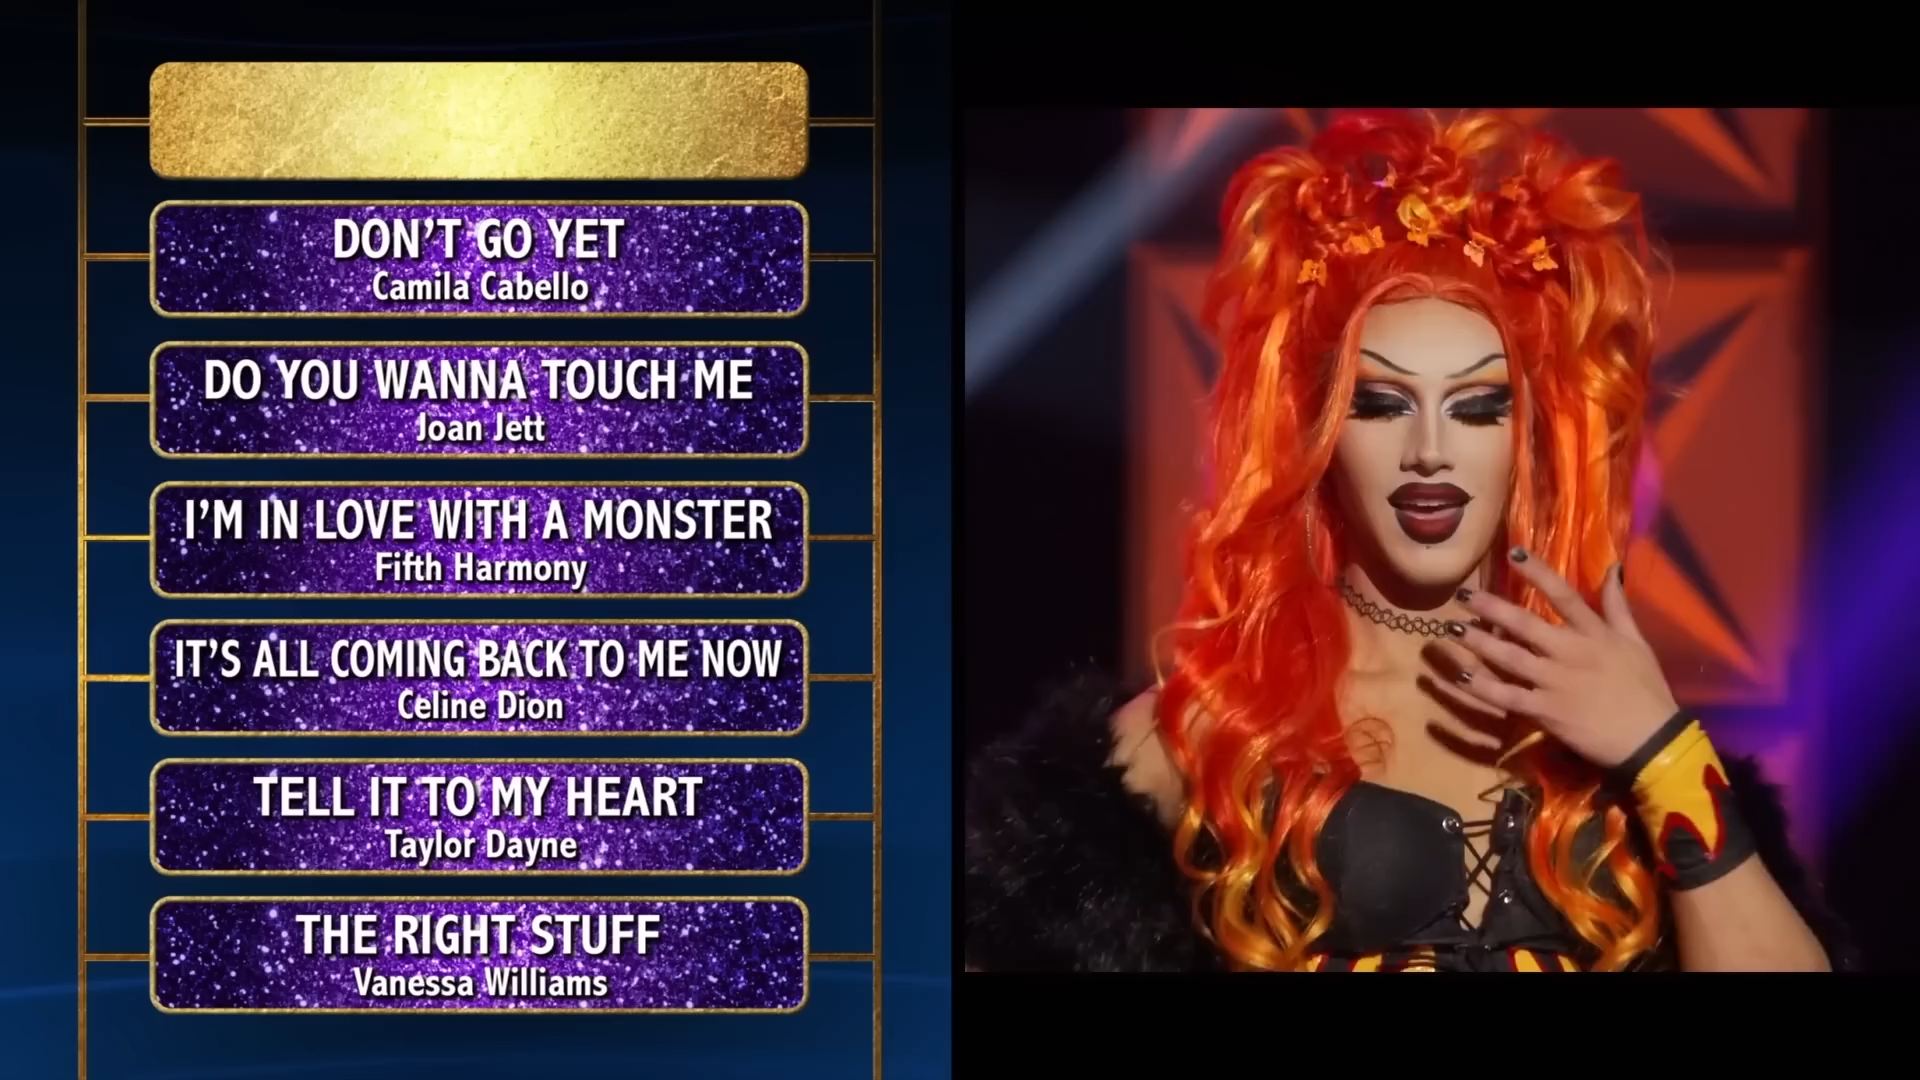 DON'T GO YET
Camila Cabello
DO YOU WANNA TOUCH ME
Joan Jett
I'M IN LOVE WITH A MONSTER
Fifth Harmony
IT'S ALL COMING BACK TO ME NOW
Celine Dion
TELL IT TO MY HEART
Taylor Dayne
THE RIGHT STUFF
Vanessa Williams